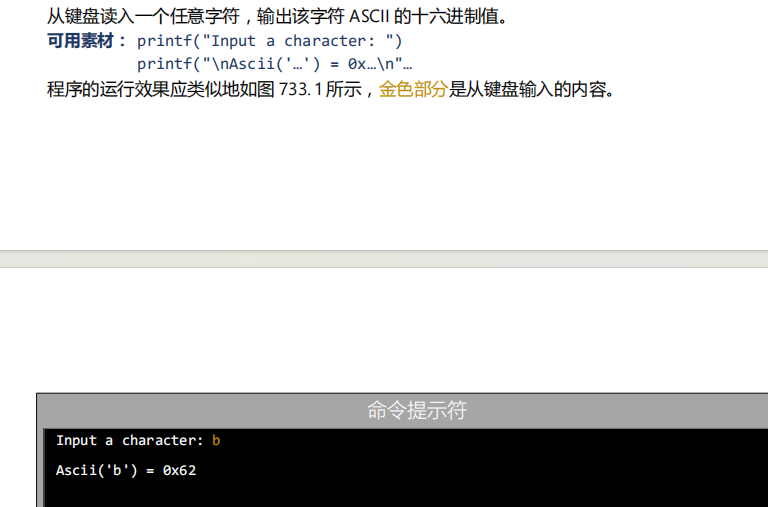 从键盘读入一个任意字符，输出该字符 ASCII 的十六进制值。
可用素材： printf("Input a character: ")
printf("\nAscii('…') = 0x…\n"…
程序的运行效果应类似地如图 733.1 所示，金色部分是从键盘输入的内容。
命令提示符
Input a character: b
Ascii('b') = 0x62